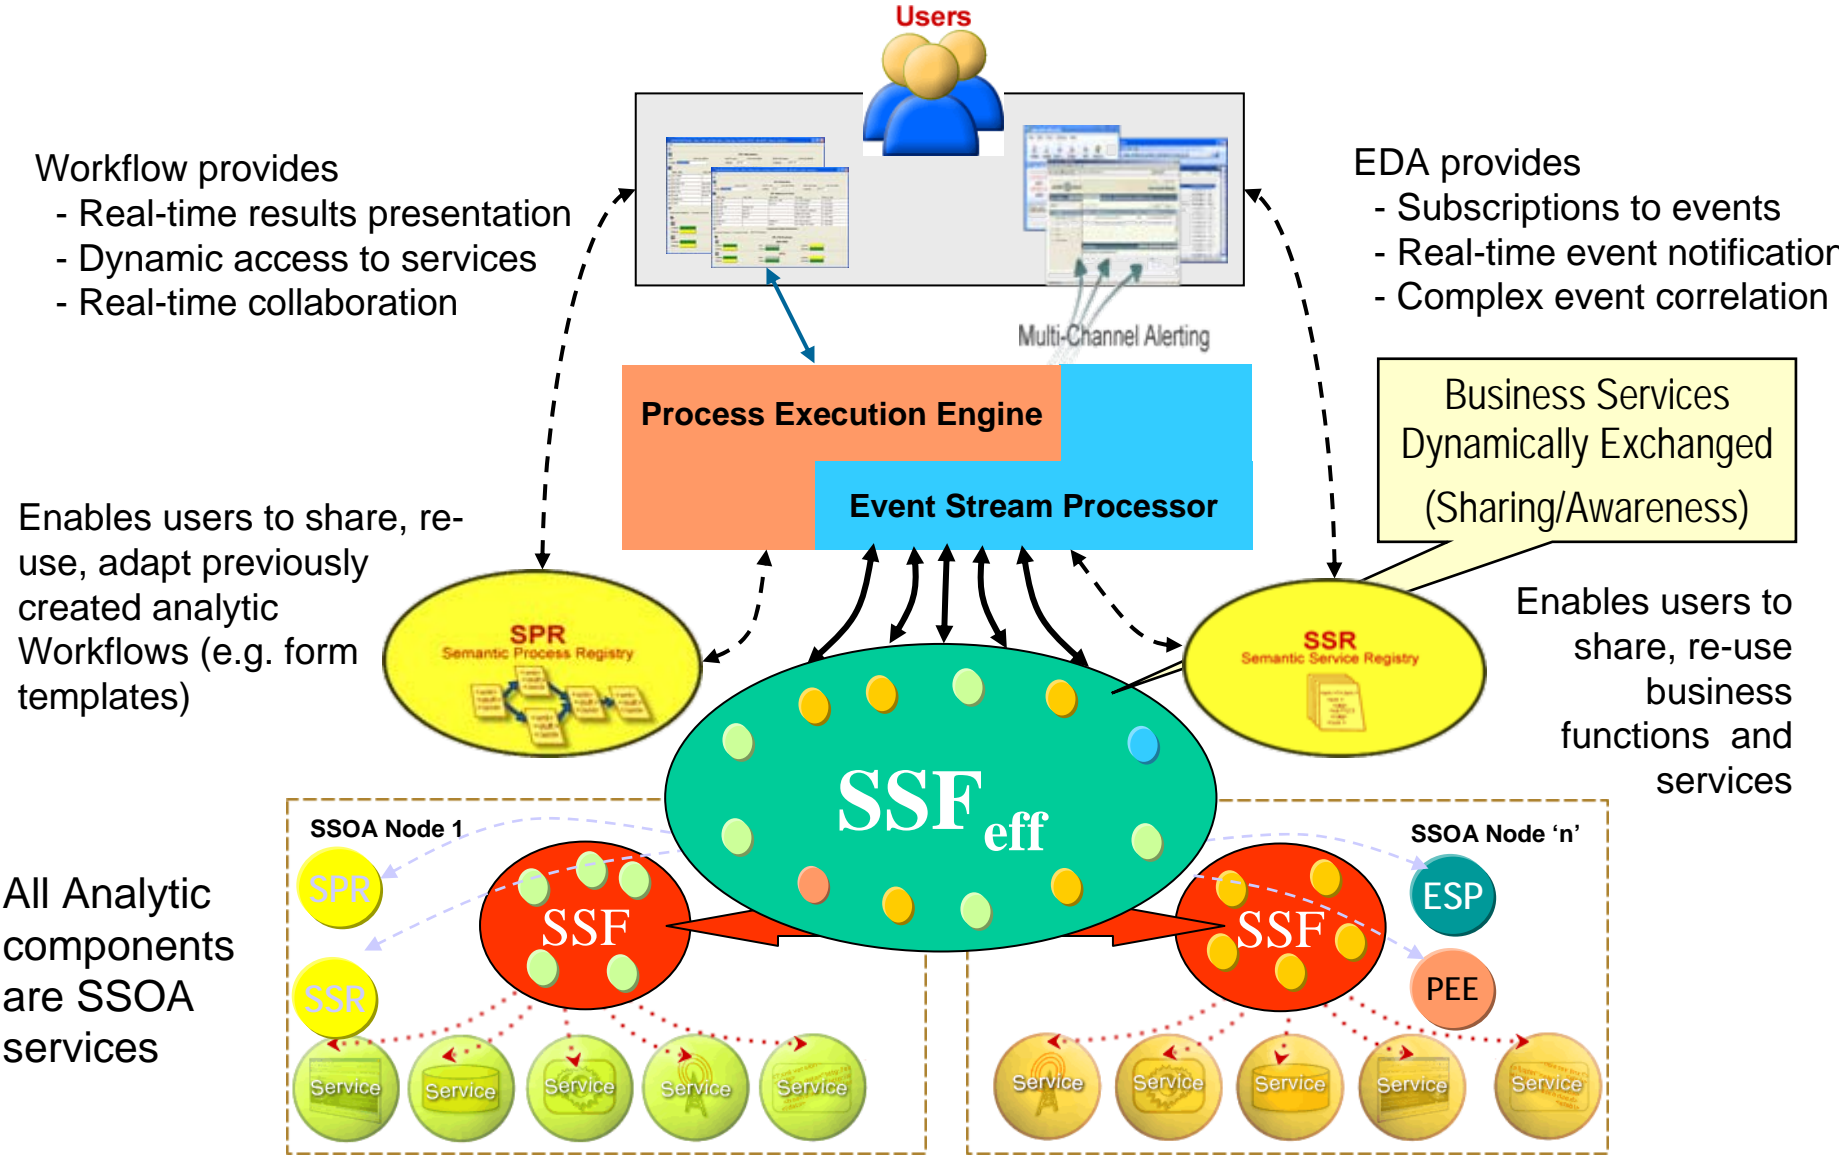 Users
Workflow provides
- Real-time results presentation
- Dynamic access to services
- Real-time collaboration
EDA provides
- Subscriptions to events
- Real-time event notification
- Complex event correlation
Multi-Channel Alerting
Process Execution Engine
Event Stream Processor
Business Services
Dynamically Exchanged
(Sharing/Awareness)
Enables users to share, re-
use, adapt previously
created analytic
Workflows (e.g. form
templates)
SPR
Semantic Process Registry
SSR
Semantic Service Registry
Enables users to
share, re-use
business
functions and
services
SSFeff
SSOA Node 1
SPR
SSR
SSF
SSOA Node ‘n’
ESP
PEE
SSF
All Analytic
components
are SSOA
services
Service
Service
Service
Service
Service
Service
Service
Service
Service
Service